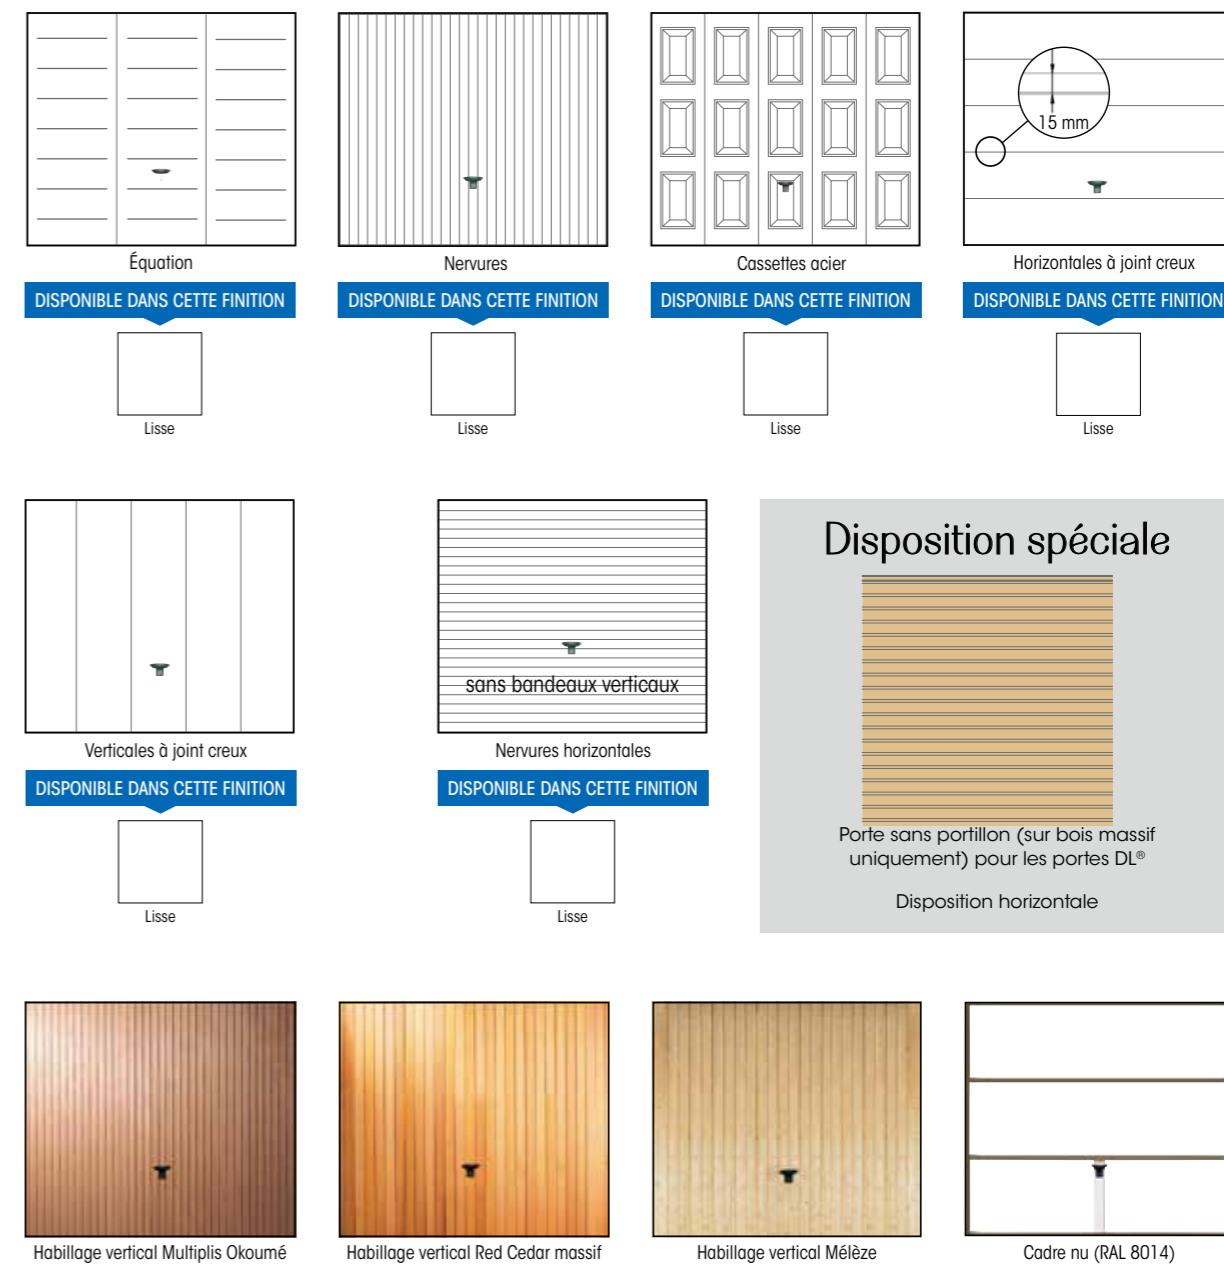 15 mm
Équation
Nervures
Cassettes acier
Horizontales à joint creux
DISPONIBLE DANS CETTE FINITION
DISPONIBLE DANS CETTE FINITION
DISPONIBLE DANS CETTE FINITION
DISPONIBLE DANS CETTE FINITION
Lisse
Lisse
Lisse
Lisse
sans bandeaux verticaux
Verticales à joint creux
Nervures horizontales
DISPONIBLE DANS CETTE FINITION
DISPONIBLE DANS CETTE FINITION
Lisse
Lisse
Disposition spéciale
Porte sans portillon (sur bois massif
uniquement) pour les portes DL®
Disposition horizontale
Habillage vertical Multiplis Okoumé
Habillage vertical Red Cedar massif
Habillage vertical Mélèze
Cadre nu (RAL 8014)